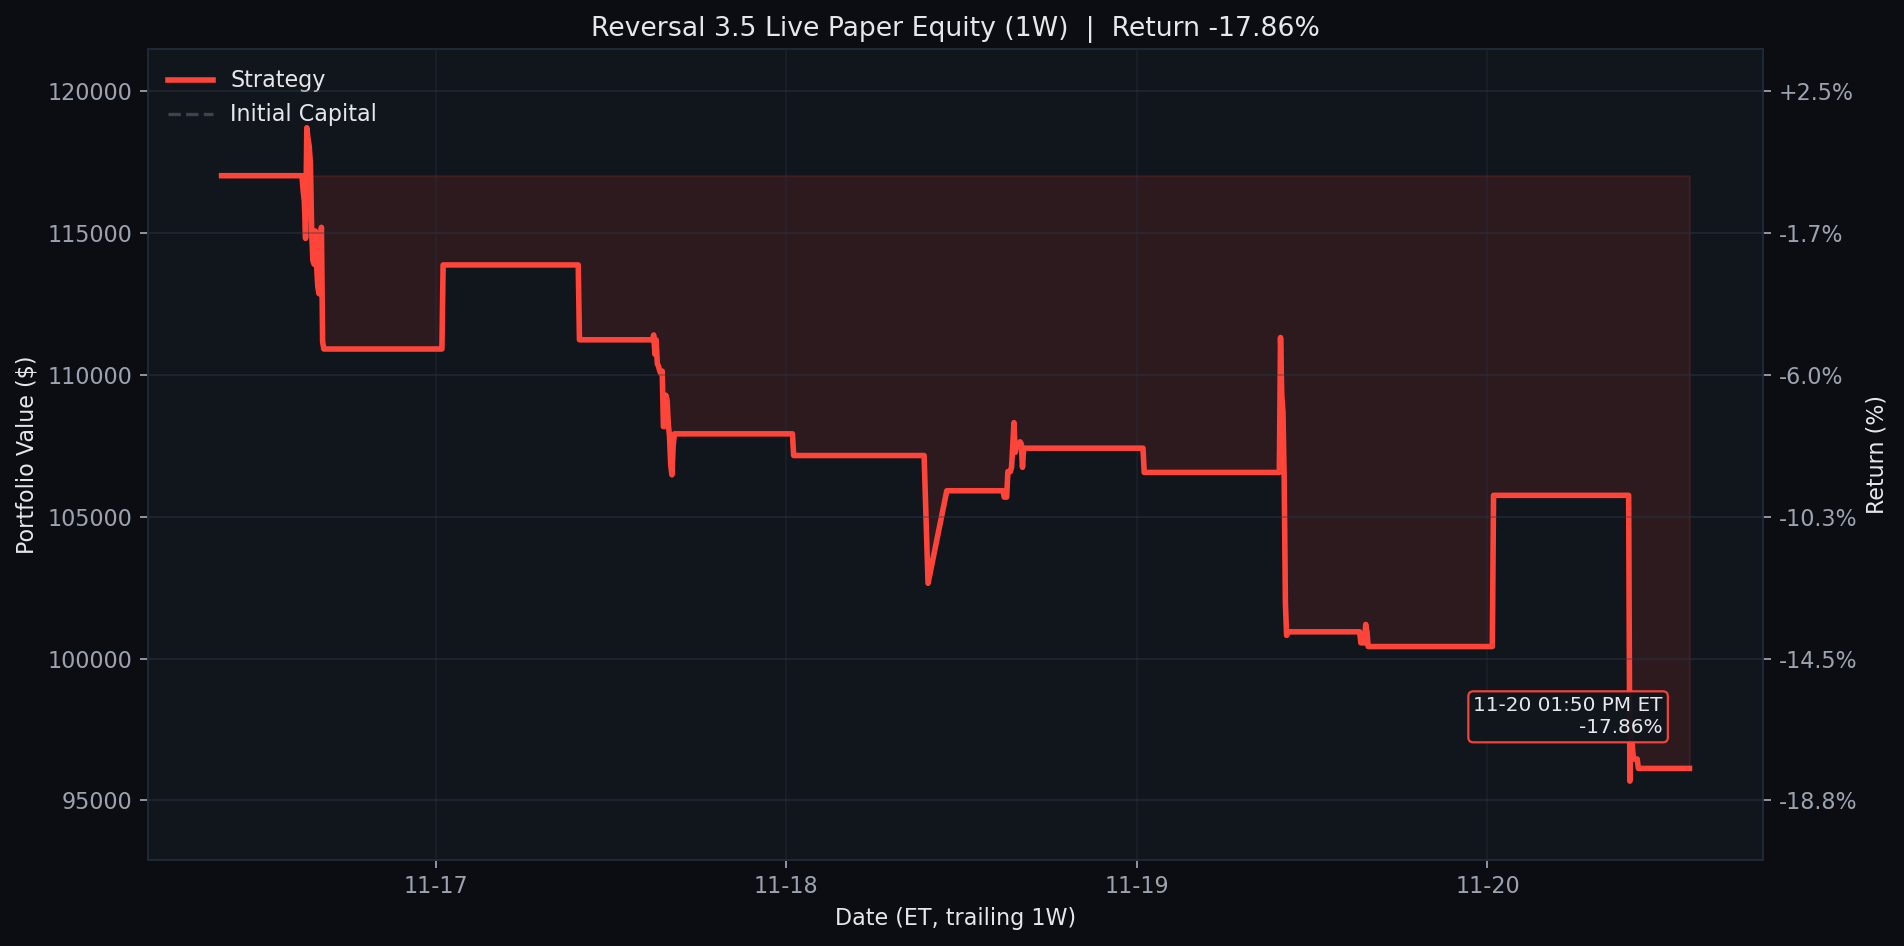 Reversal 3.5 Live Paper Equity (1W)  |  Return -17.86%
Strategy
Initial Capital
120000
115000
110000
105000
100000
95000
Portfolio Value ($)
+2.5%
-1.7%
-6.0%
-10.3%
-14.5%
-18.8%
Return (%)
11-20 01:50 PM ET
-17.86%
11-17
11-18
11-19
11-20
Date (ET, trailing 1W)